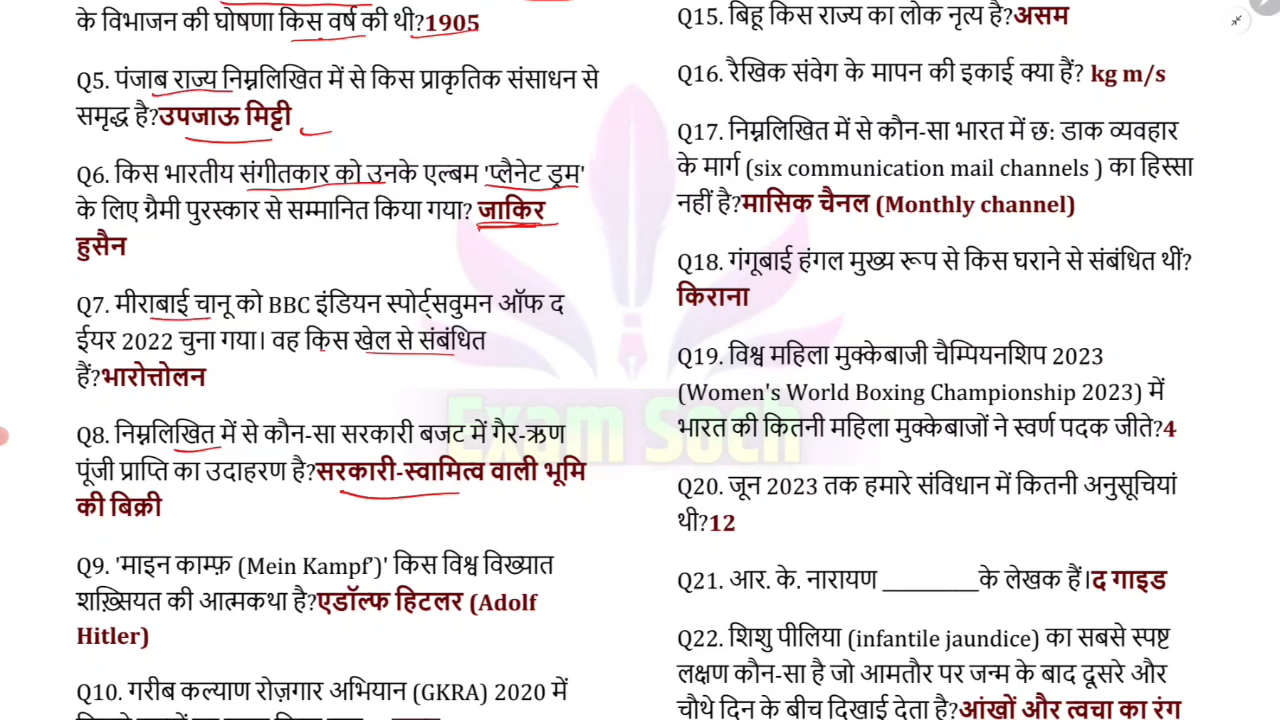 के विभाजन की घोषणा किस वर्ष की थी?1905
Q5. पंजाब राज्य निम्नलिखित में से किस प्राकृतिक संसाधन से
समृद्ध है?उपजाऊ मिट्टी
Q6. किस भारतीय संगीतकार को उनके एल्बम 'प्लैनेट ड्रम'
के लिए ग्रैमी पुरस्कार से सम्मानित किया गया? जाकिर
हुसैन
Q7. मीराबाई चानू को BBC इंडियन स्पोर्ट्सवुमन ऑफ द
ईयर 2022 चुना गया। वह किस खेल से संबंधित
हैं?भारोत्तोलन
Q8. निम्नलिखित में से कौन-सा सरकारी बजट में गैर-ऋण
पूंजी प्राप्ति का उदाहरण है?सरकारी-स्वामित्व वाली भूमि
की बिक्री
Q9. 'माइन काम्फ़ (Mein Kampf’)' किस विश्व विख्यात
शख़्सियत की आत्मकथा है?एडॉल्फ हिटलर (Adolf
Hitler)
Q10. गरीब कल्याण रोज़गार अभियान (GKRA) 2020 में
Q15. बिहू किस राज्य का लोक नृत्य है?असम
Q16. रैखिक संवेग के मापन की इकाई क्या हैं? kg m/s
Q17. निम्नलिखित में से कौन-सा भारत में छ: डाक व्यवहार
के मार्ग (six communication mail channels ) का हिस्सा
नहीं है?मासिक चैनल (Monthly channel)
Q18. गंगूबाई हंगल मुख्य रूप से किस घराने से संबंधित थीं?
किराना
Q19. विश्व महिला मुक्केबाजी चैम्पियनशिप 2023
(Women's World Boxing Championship 2023) में
भारत की कितनी महिला मुक्केबाजों ने स्वर्ण पदक जीते?4
Q20. जून 2023 तक हमारे संविधान में कितनी अनुसूचियां
थी?12
Q21. आर. के. नारायण _________के लेखक हैं।द गाइड
Q22. शिशु पीलिया (infantile jaundice) का सबसे स्पष्ट
लक्षण कौन-सा है जो आमतौर पर जन्म के बाद दूसरे और
चौथे दिन के बीच दिखाई देता है?आंखों और त्वचा का रंग
Exam Soch